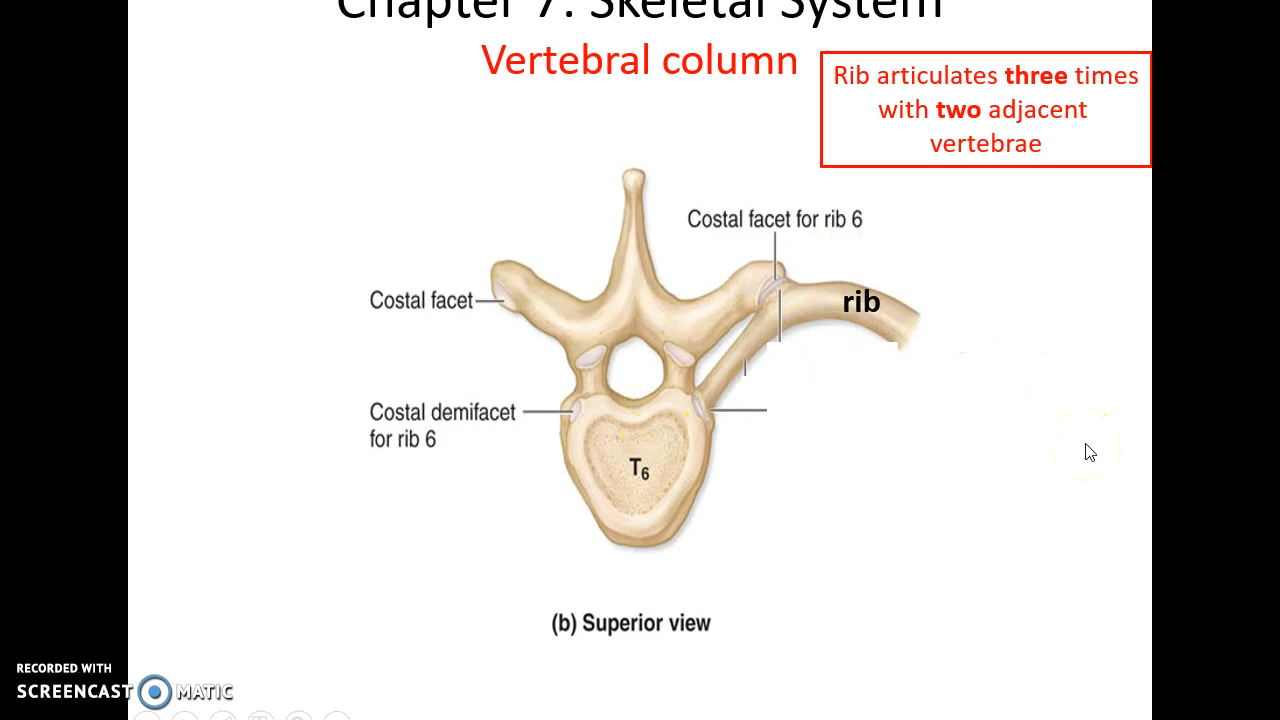 Chapter 7: Skeletal System
Vertebral column
Rib articulates three times
with two adjacent
vertebrae
Costal facet for rib 6
Costal facet
rib
Costal demifacet
for rib 6
T6
(b) Superior view
RECORDED WITH
SCREENCAST MATIC